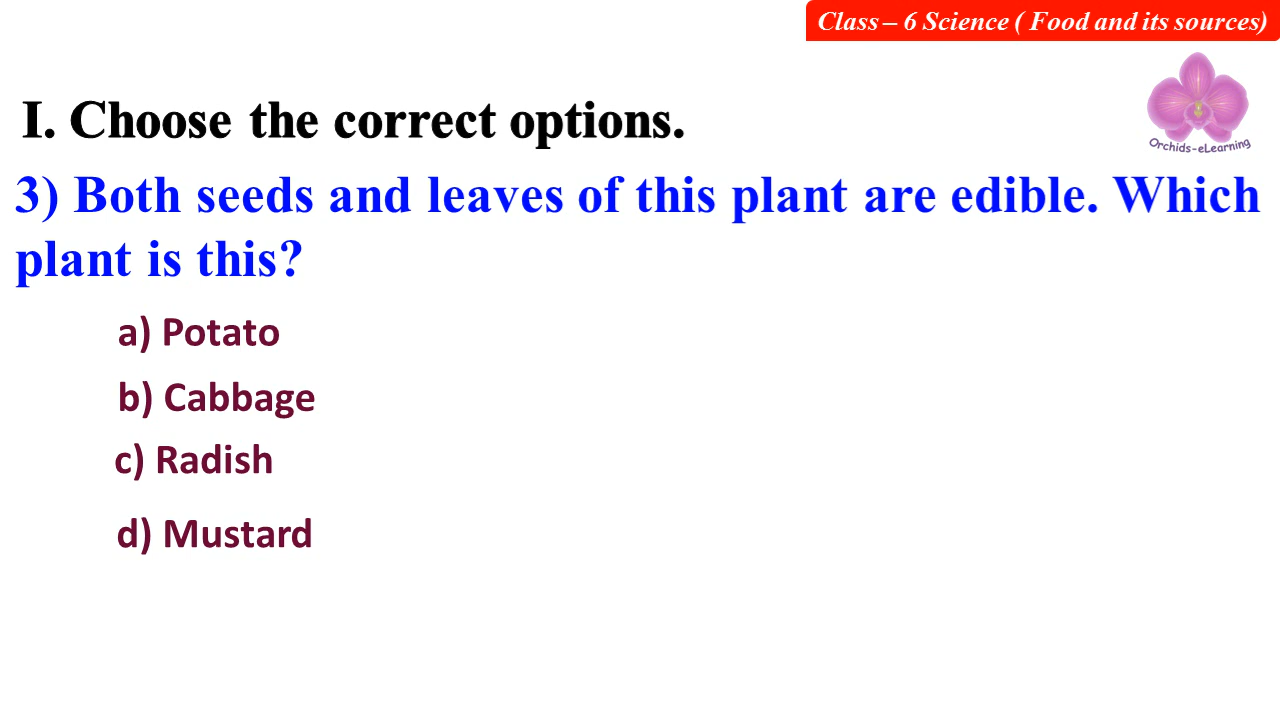 Class – 6 Science ( Food and its sources)
Orchids-eLearning
I. Choose the correct options.
3) Both seeds and leaves of this plant are edible. Which
plant is this?
a) Potato
b) Cabbage
c) Radish
d) Mustard